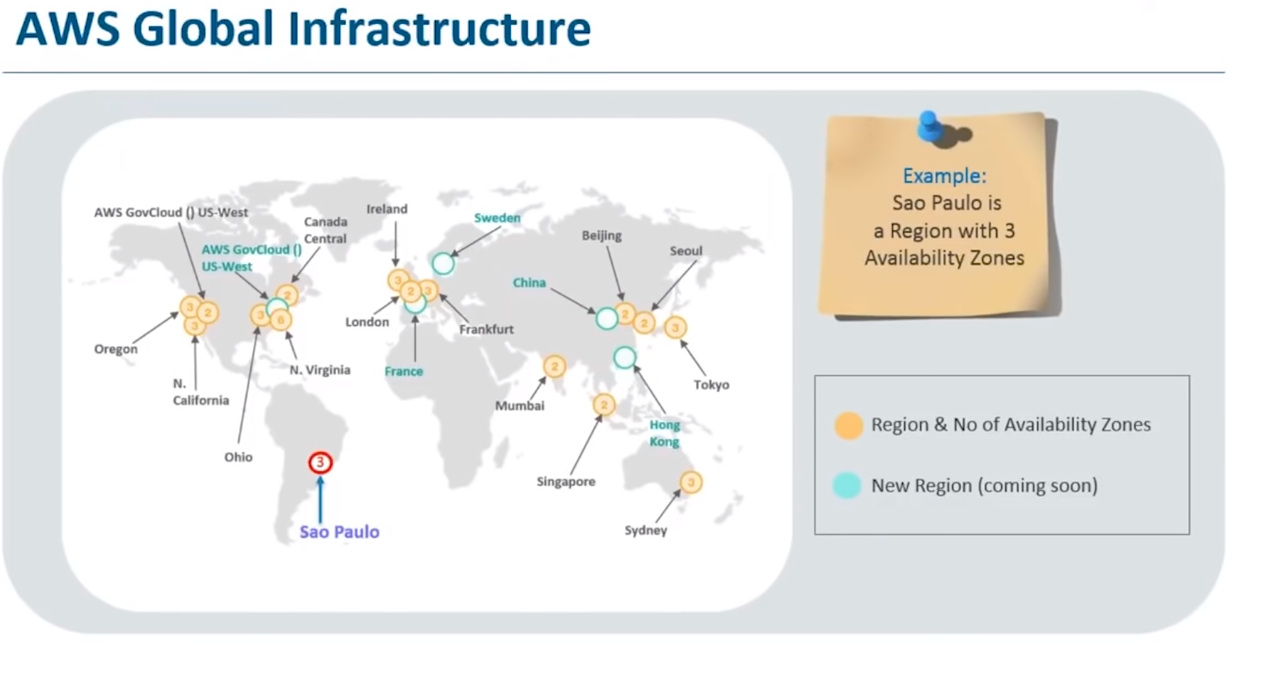 AWS Global Infrastructure
AWS GovCloud () US-West
AWS GovCloud ()
US-West
Canada
Central
Ireland
Sweden
Beijing
Seoul
China
3
2
3
3
6
2
3
2
3
2
2
3
London
Frankfurt
Oregon
N. Virginia
France
2
Tokyo
N.
California
Mumbai
2
Hong
Kong
Ohio
3
Singapore
3
Sao Paulo
Sydney
Example:
Sao Paulo is
a Region with 3
Availability Zones
Region & No of Availability Zones
New Region (coming soon)